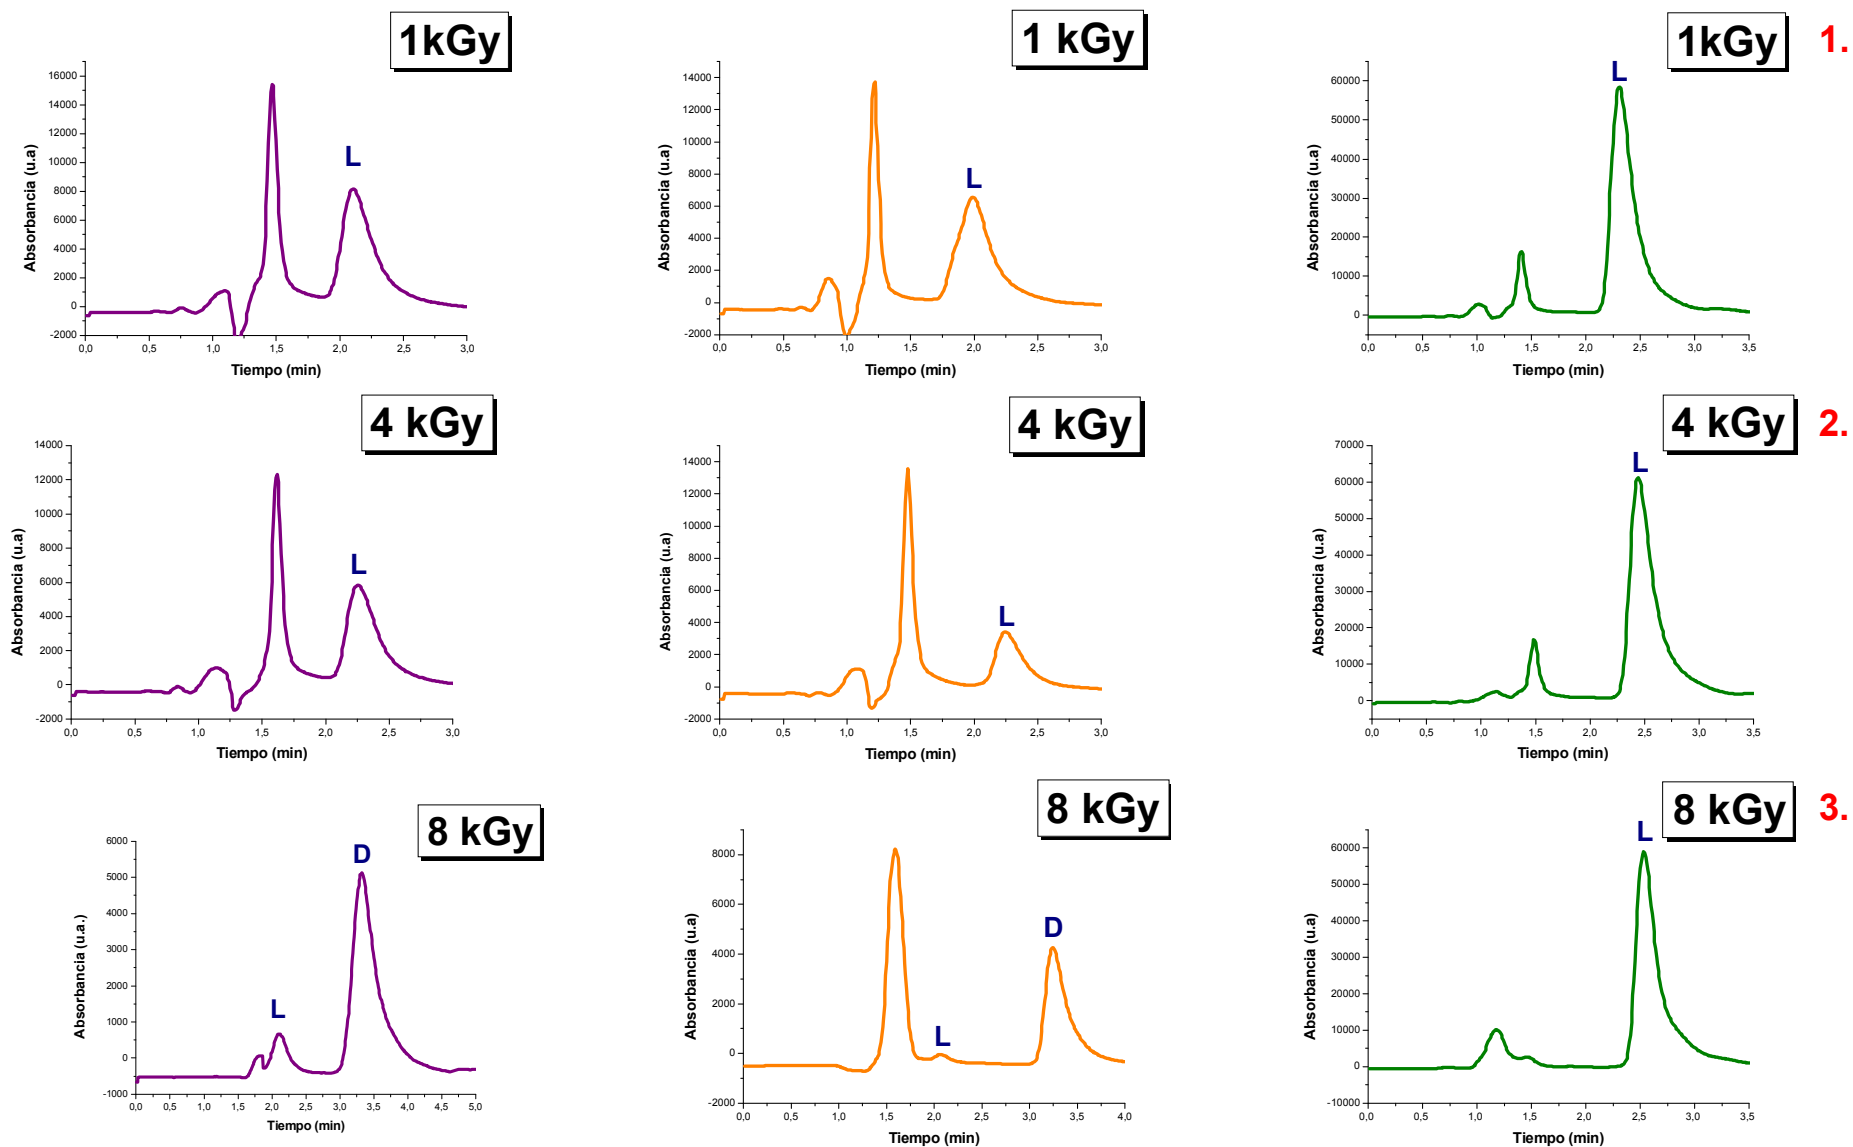 1kGy
1 kGy
1kGy
1.
16000
14000
12000
10000
8000
6000
4000
2000
0
-2000
Absorbancia (u.a)
L
0,0 0,5 1,0 1,5 2,0 2,5 3,0
Tiempo (min)
14000
12000
10000
8000
6000
4000
2000
0
-2000
Absorbancia (u.a)
L
0,0 0,5 1,0 1,5 2,0 2,5 3,0
Tiempo (min)
60000
50000
40000
30000
20000
10000
0
Absorbancia (u.a)
L
0,0 0,5 1,0 1,5 2,0 2,5 3,0 3,5
Tiempo (min)
4 kGy
4 kGy
4 kGy
2.
14000
12000
10000
8000
6000
4000
2000
0
-2000
Absorbancia (u.a)
L
0,0 0,5 1,0 1,5 2,0 2,5 3,0
Tiempo (min)
14000
12000
10000
8000
6000
4000
2000
0
-2000
Absorbancia (u.a)
L
0,0 0,5 1,0 1,5 2,0 2,5 3,0
Tiempo (min)
70000
60000
50000
40000
30000
20000
10000
0
Absorbancia (u.a)
L
0,0 0,5 1,0 1,5 2,0 2,5 3,0 3,5
Tiempo (min)
8 kGy
8 kGy
8 kGy
3.
6000
5000
4000
3000
2000
1000
0
-1000
Absorbancia (u.a.)
L
D
0,0 0,5 1,0 1,5 2,0 2,5 3,0 3,5 4,0 4,5 5,0
Tiempo (min)
8000
6000
4000
2000
0
-2000
Absorbancia (u.a)
L
D
0,0 0,5 1,0 1,5 2,0 2,5 3,0 3,5 4,0
Tiempo (min)
60000
50000
40000
30000
20000
10000
0
-10000
Absorbancia (u.a)
L
0,0 0,5 1,0 1,5 2,0 2,5 3,0 3,5
Tiempo (min)